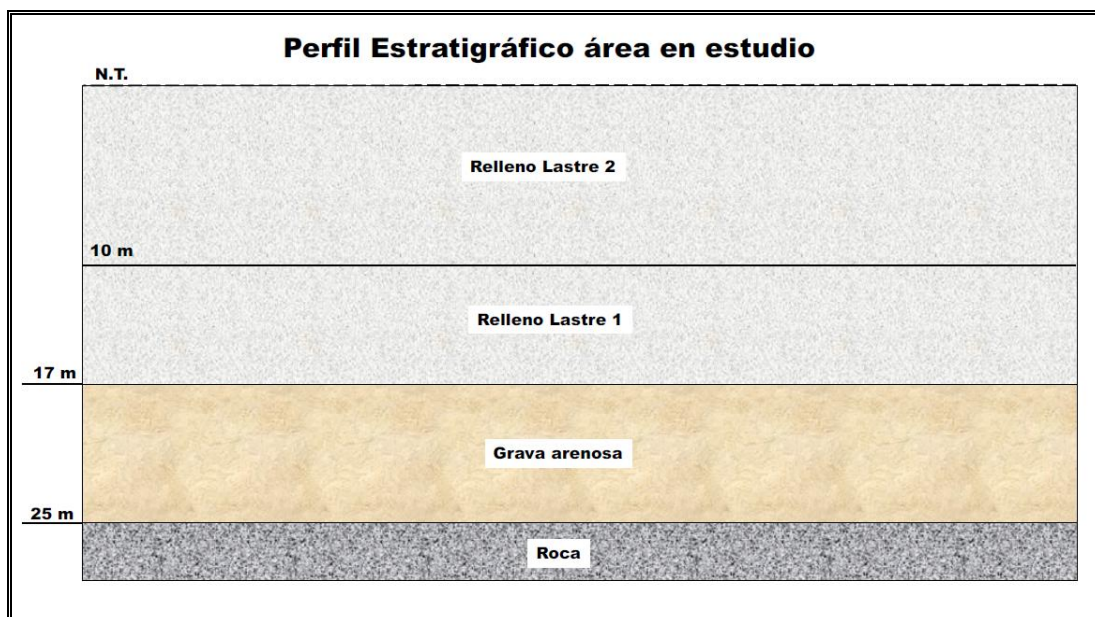 Perfil Estratigráfico área en estudio
N.T.
Relleno Lastre 2
10 m
Relleno Lastre 1
17 m
Grava arenosa
25 m
Roca